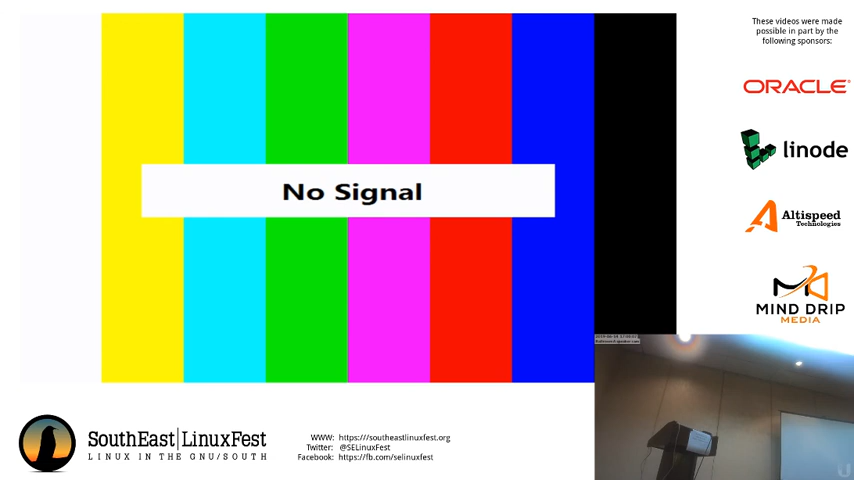 These videos were made
possible in part by the
following sponsors:
ORACLE
linode
Altispeed
Technologies
MIND DRIP
MEDIA
No Signal
SouthEast|LinuxFest
LINUX IN THE GNU/SOUTH
WWW: https:///southeastlinuxfest.org
Twitter: @SELinuxFest
Facebook: https://fb.com/selinuxfest